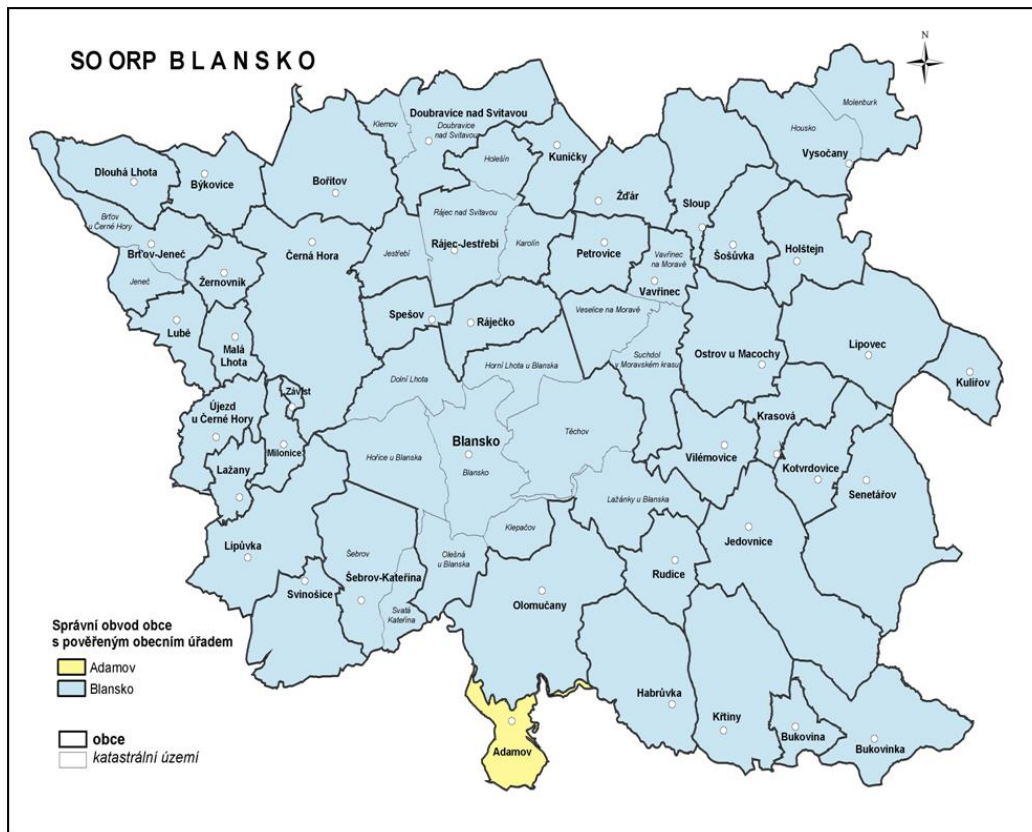 SO ORP B L A N S K O
N
Molenburk
Klemov
Doubravice nad Svitavou
Doubravice
nad Svitavou
Housko
Vysočany
Holešín
Kuničky
Dlouhá Lhota
Býkovice
Bořitov
Žďár
Sloup
Brťov
u Černé Hory
Rájec nad Svitavou
Brťov-Jeneč
Černá Hora
Jestřebí
Rájec-Jestřebí
Karolín
Petrovice
Vavřinec
na Moravě
Šošůvka
Holštejn
Jeneč
Žernovník
Vavřinec
Veselice na Moravě
Lubě
Spešov
Ráječko
Malá
Lhota
Suchdol
v Moravském krasu
Ostrov u Macochy
Lipovec
Horní Lhota u Blanska
Dolní Lhota
Kulířov
Závist
Újezd
u Černé Hory
Krasová
Těchov
Blansko
Milonice
Hořice u Blanska
Blansko
Vilémovice
Lažany
Kotvrdovice
Senetářov
Lažánky u Blanska
Klepačov
Jedovnice
Lipůvka
Šebrov
Olešná
u Blanska
Šebrov-Kateřina
Rudice
Svinošice
Olomučany
Svatá
Kateřina
Správní obvod obce
s pověřeným obecním úřadem
Adamov
Blansko
Habrůvka
Křtiny
Bukovina
Bukovinka
obce
katastrální území
Adamov